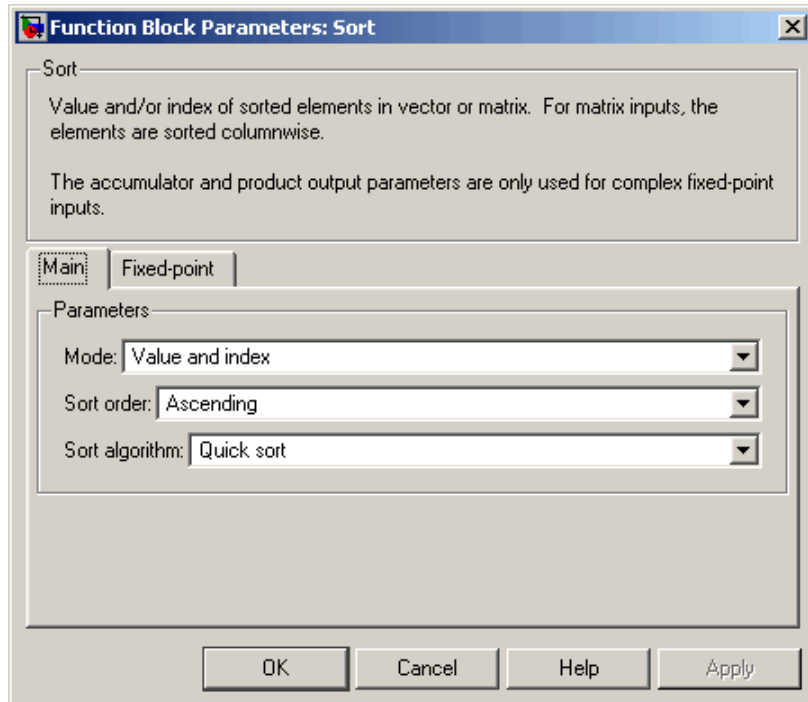 Function Block Parameters: Sort
Sort
Value and/or index of sorted elements in vector or matrix. For matrix inputs, the
elements are sorted columnwise.
The accumulator and product output parameters are only used for complex fixed-point
inputs.
Main Fixed-point
Parameters
Mode: Value and index
Sort order: Ascending
Sort algorithm: Quick sort
OK Cancel Help Apply